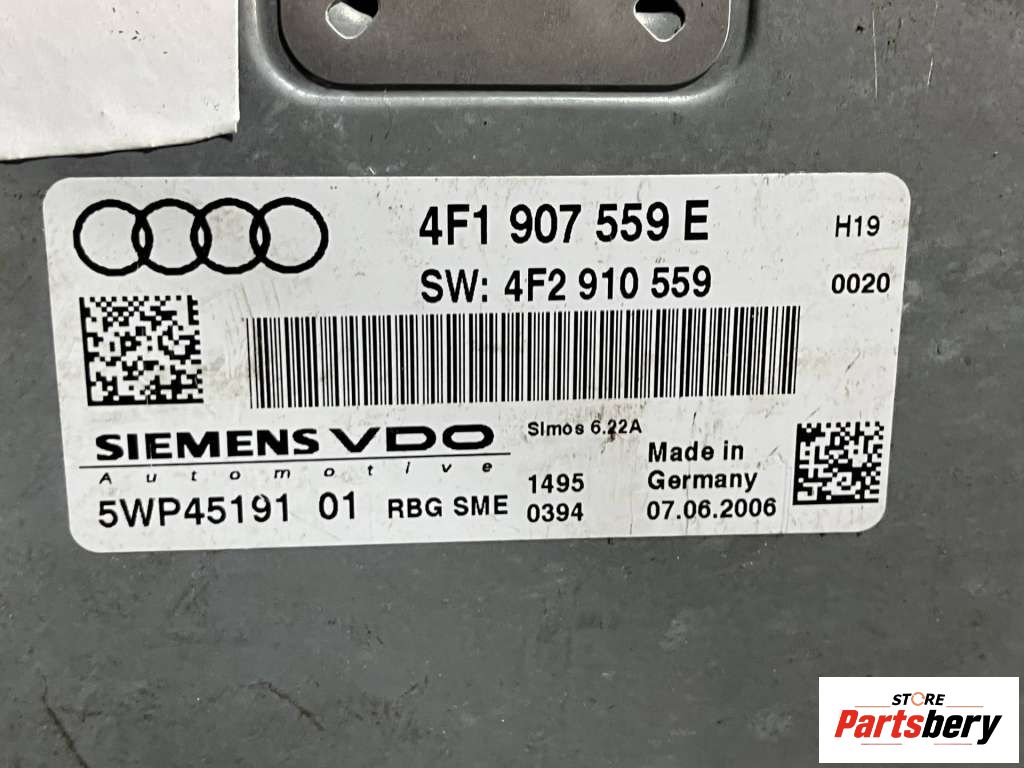 4F1 907 559 E
H19
SW: 4F2 910 559
0020
SIEMENS VDO
Automotive
Simos 6.22A
5WP45191 01 RBG SME
1495
0394
Made in
Germany
07.06.2006
STORE
Partsbery